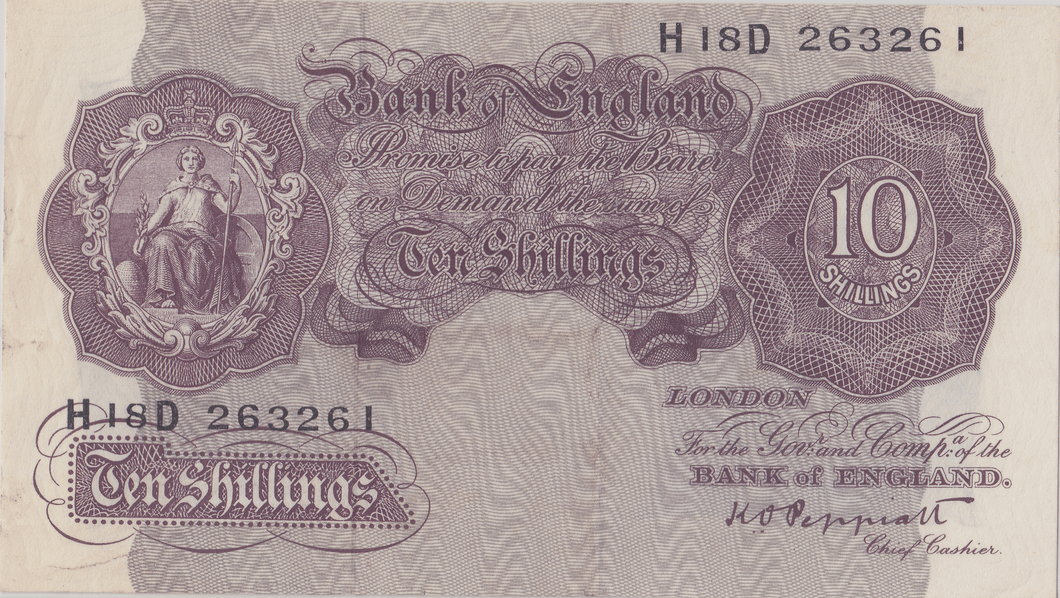 H18D 263261
Bank of England
Promise to pay the Bearer
on Demand the sum of
Ten Shillings
10
SHILLINGS
H18D 263261
Ten Shillings
LONDON
For the Govr. and Compa. of the
BANK of ENGLAND.
K O Peppiatt
Chief Cashier.